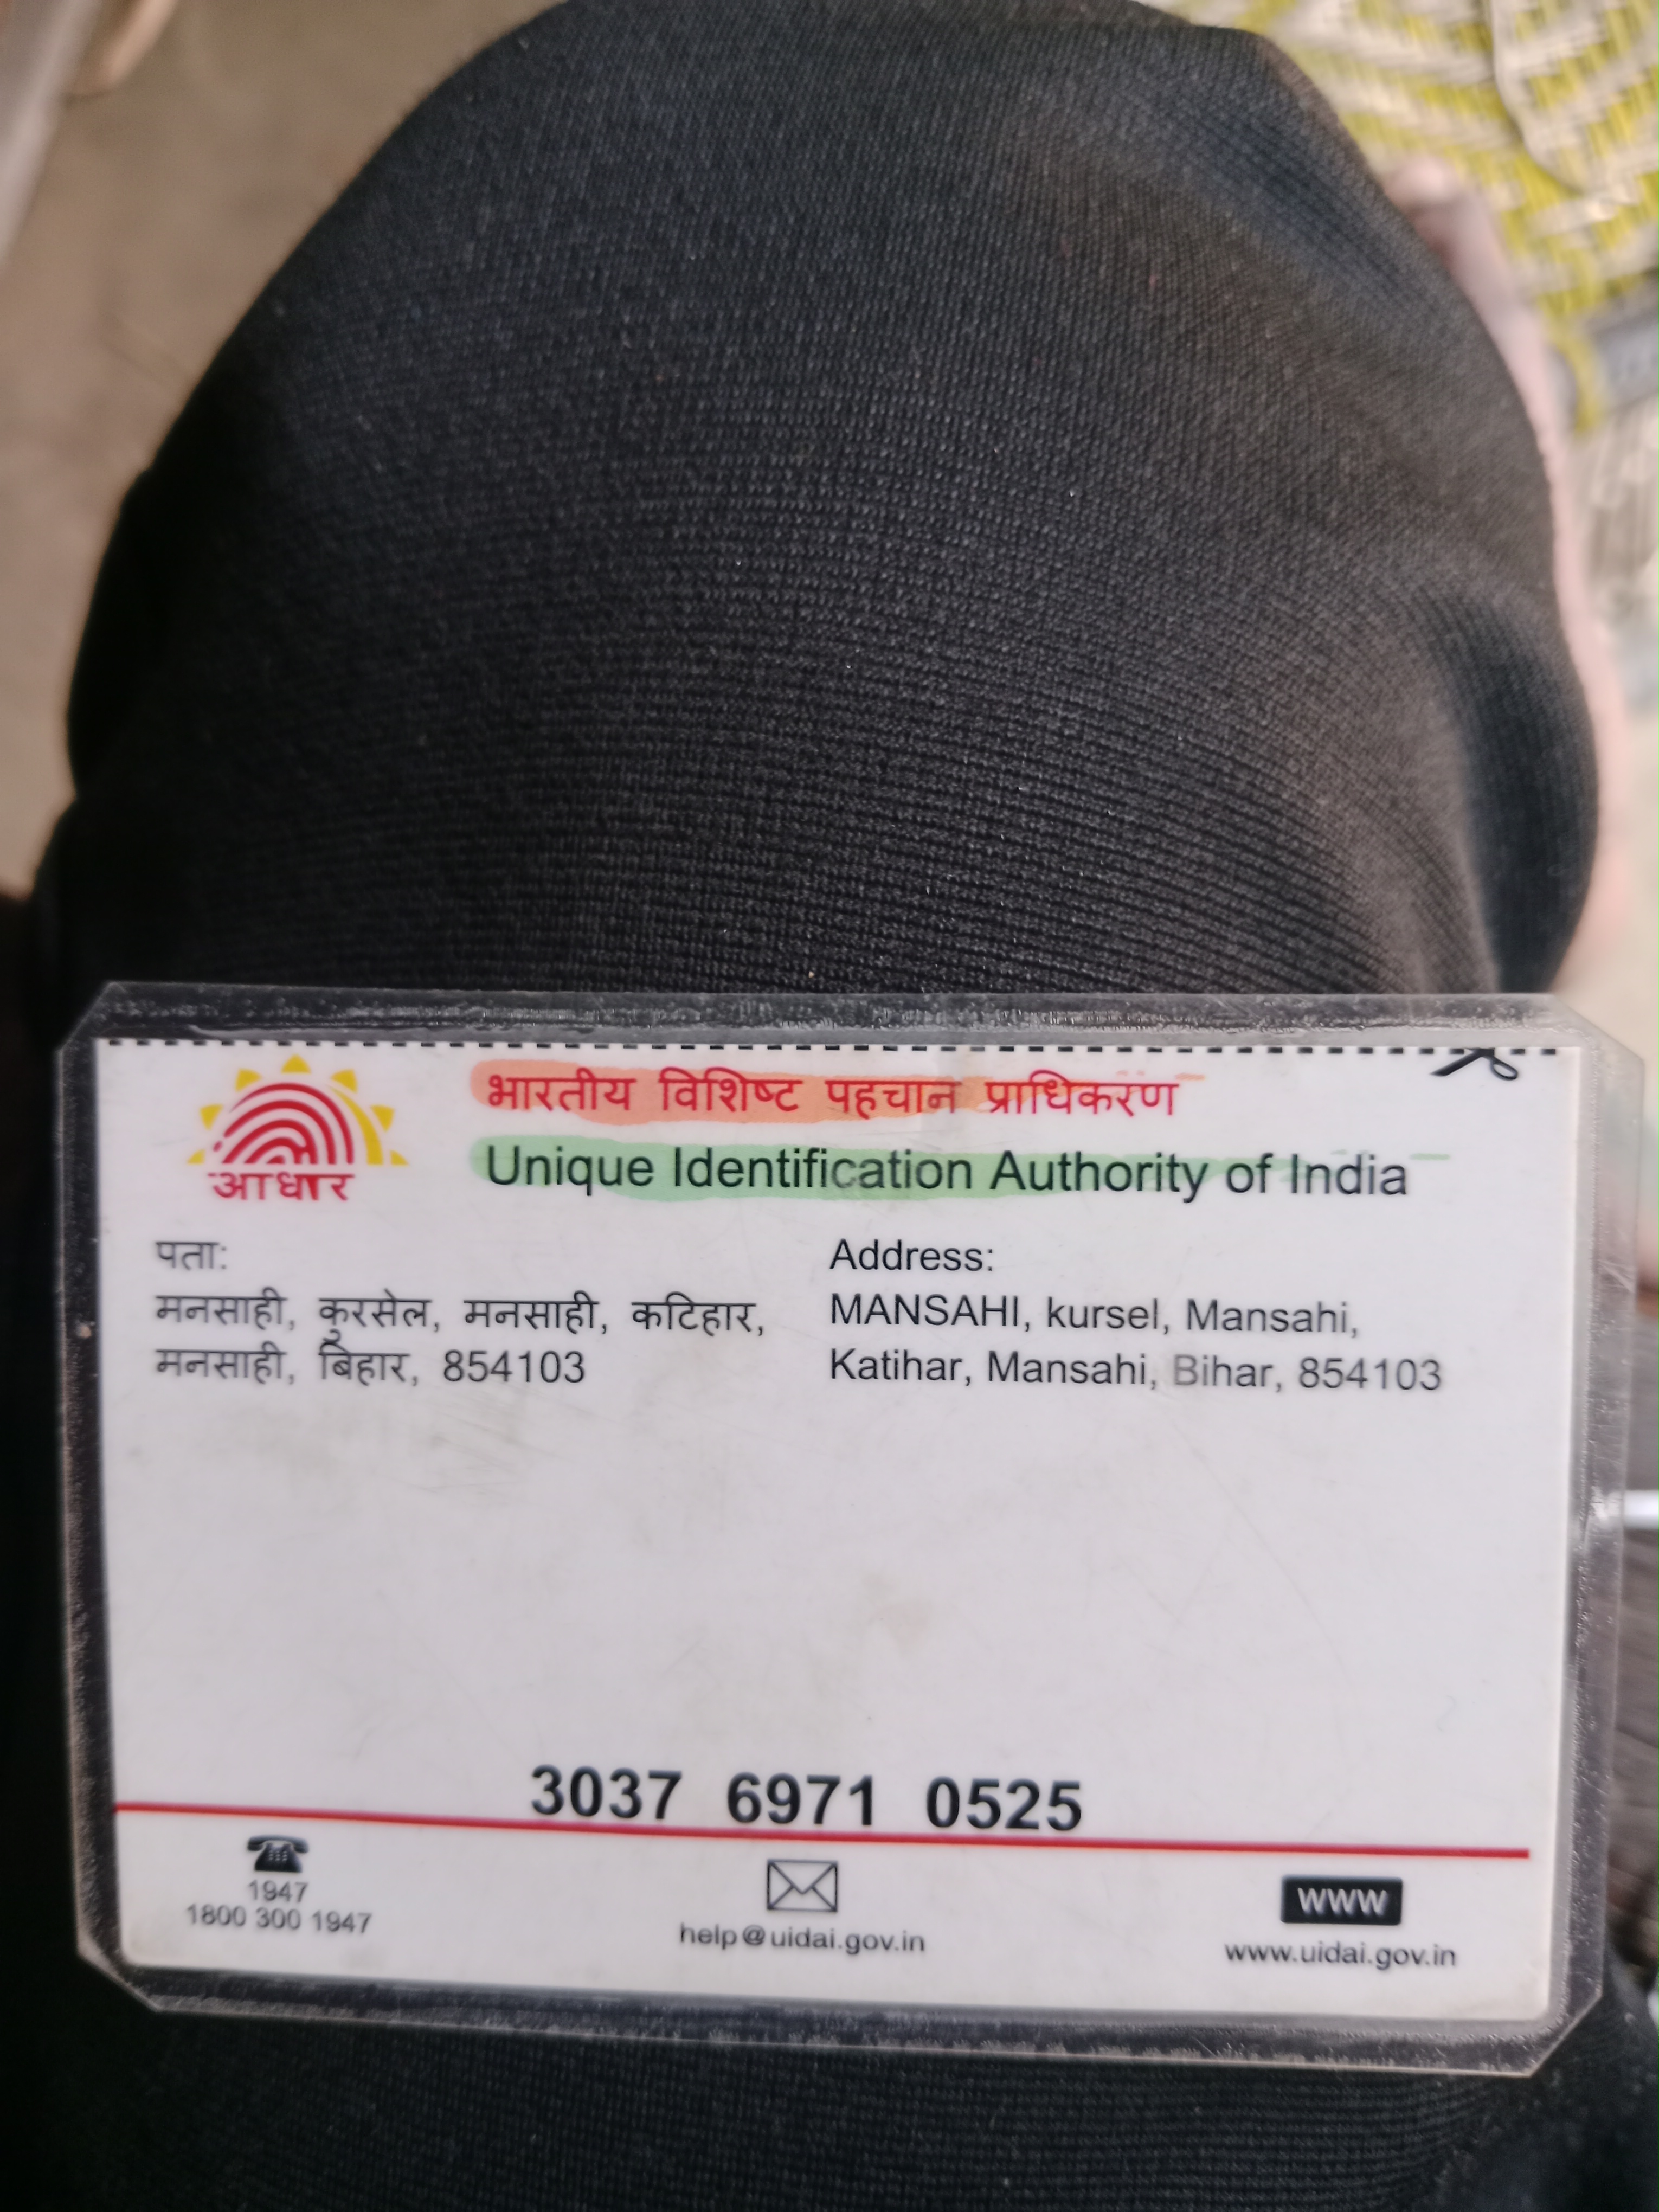 आधार
भारतीय विशिष्ट पहचान प्राधिकरण
Unique Identification Authority of India
पता:
मनसाही, कुरसेल, मनसाही, कटिहार,
मनसाही, बिहार, 854103
Address:
MANSAHI, kursel, Mansahi,
Katihar, Mansahi, Bihar, 854103
3037 6971 0525
1947
1800 300 1947
help@uidai.gov.in
www
www.uidai.gov.in